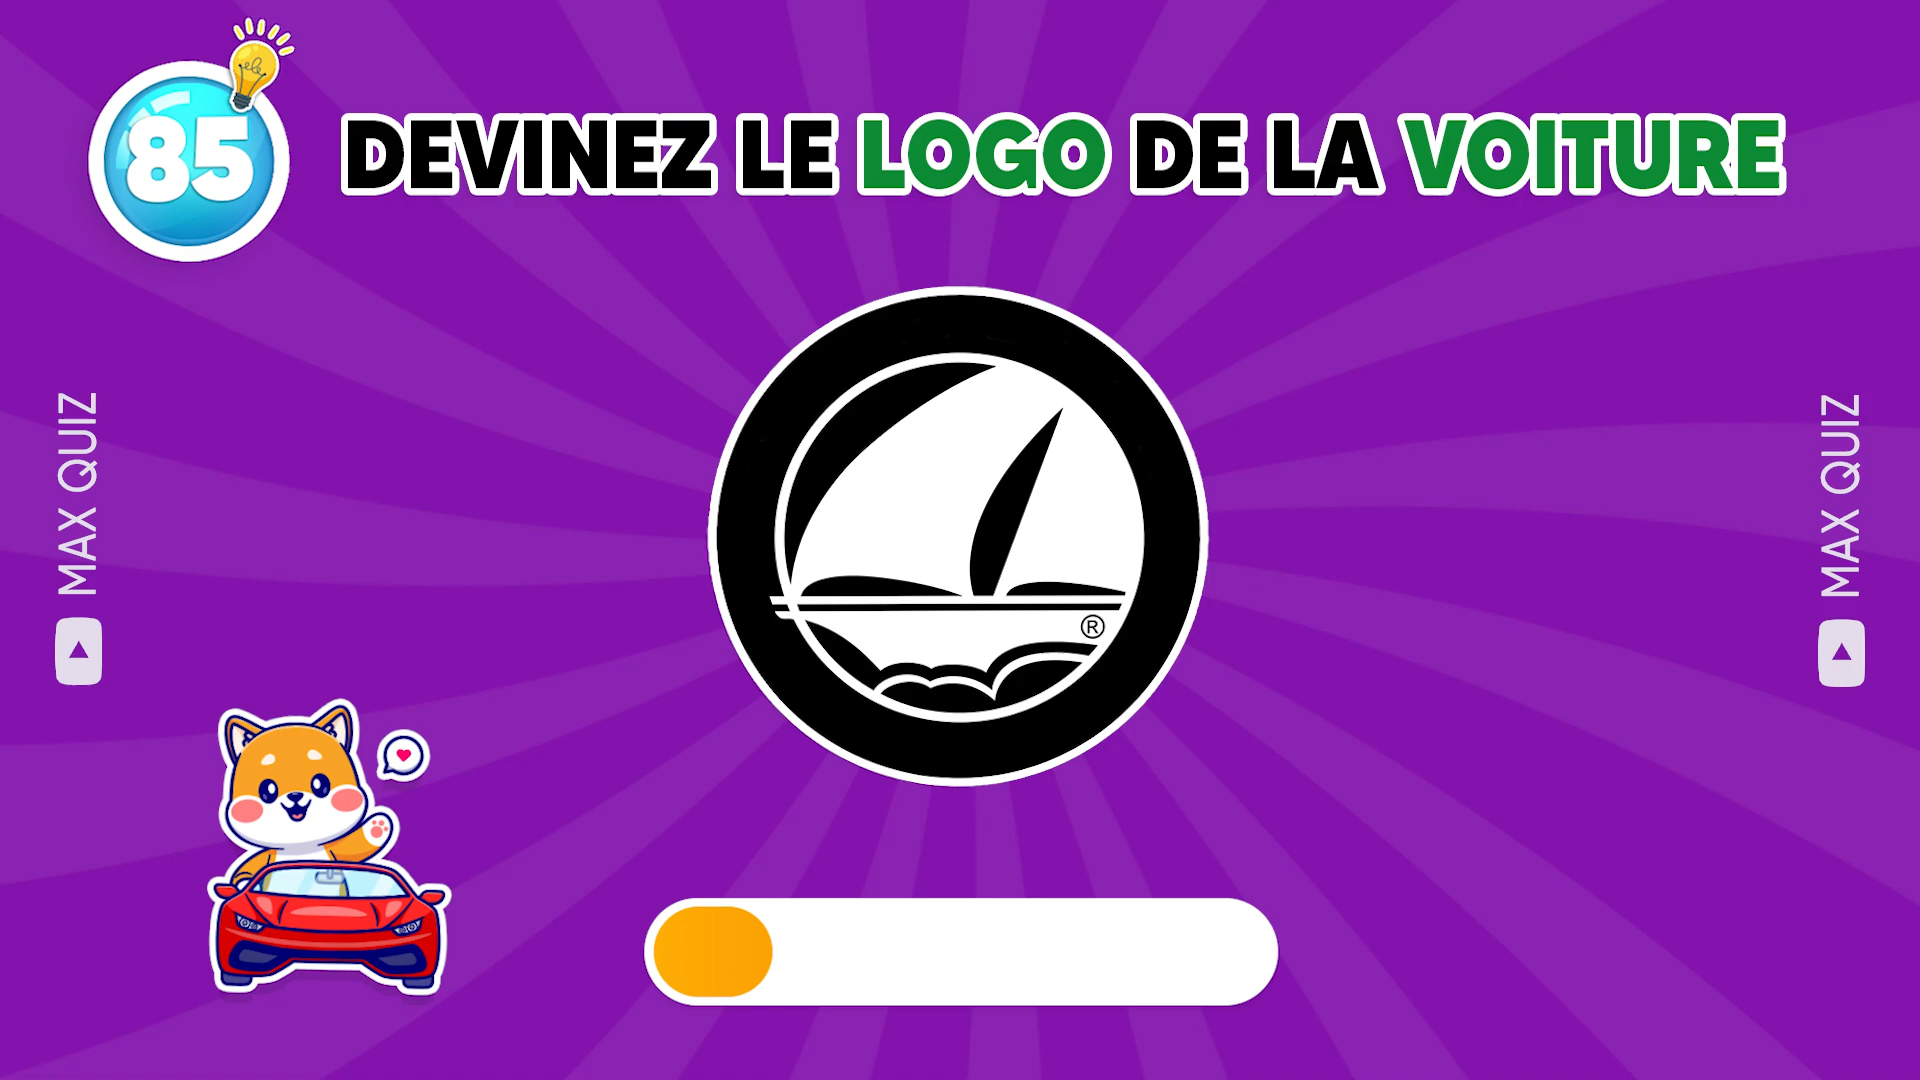 85
DEVINEZ LE LOGO DE LA VOITURE
MAX QUIZ
MAX QUIZ
®